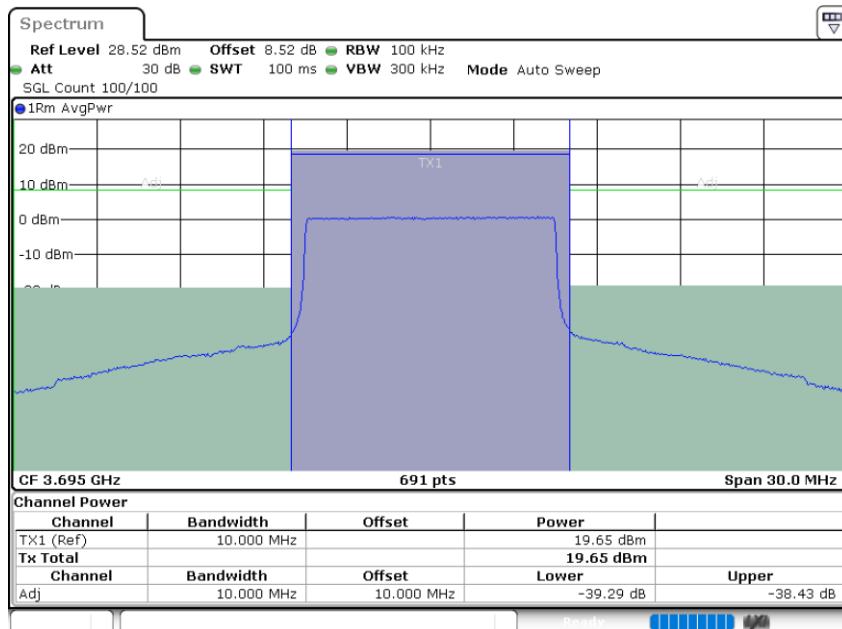 Spectrum
Ref Level 28.52 dBm Offset 8.52 dB RBW 100 kHz
Att 30 dB SWT 100 ms VBW 300 kHz Mode Auto Sweep
SGL Count 100/100
1Rm AvgPwr
20 dBm
TX1
10 dBm
Adj
Adj
0 dBm
-10 dBm
CF 3.695 GHz 691 pts Span 30.0 MHz
Channel Power
Channel Bandwidth Offset Power
TX1 (Ref) 10.000 MHz 19.65 dBm
Tx Total 19.65 dBm
Channel Bandwidth Offset Lower Upper
Adj 10.000 MHz 10.000 MHz -39.29 dB -38.43 dB
Ready